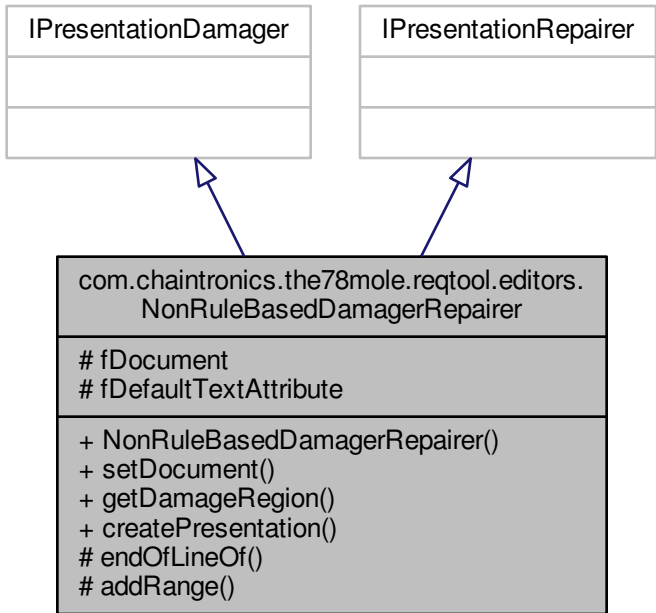 IPresentationDamager
IPresentationRepairer
com.chaintronics.the78mole.reqtool.editors.
NonRuleBasedDamagerRepairer
# fDocument
# fDefaultTextAttribute
+ NonRuleBasedDamagerRepairer()
+ setDocument()
+ getDamageRegion()
+ createPresentation()
# endOfLineOf()
# addRange()